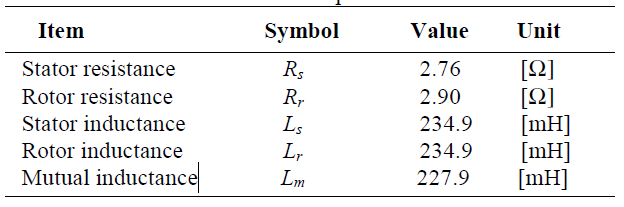 Item Symbol Value Unit
Stator resistance Rs 2.76 [Ω]
Rotor resistance Rr 2.90 [Ω]
Stator inductance Ls 234.9 [mH]
Rotor inductance Lr 234.9 [mH]
Mutual inductance Lm 227.9 [mH]